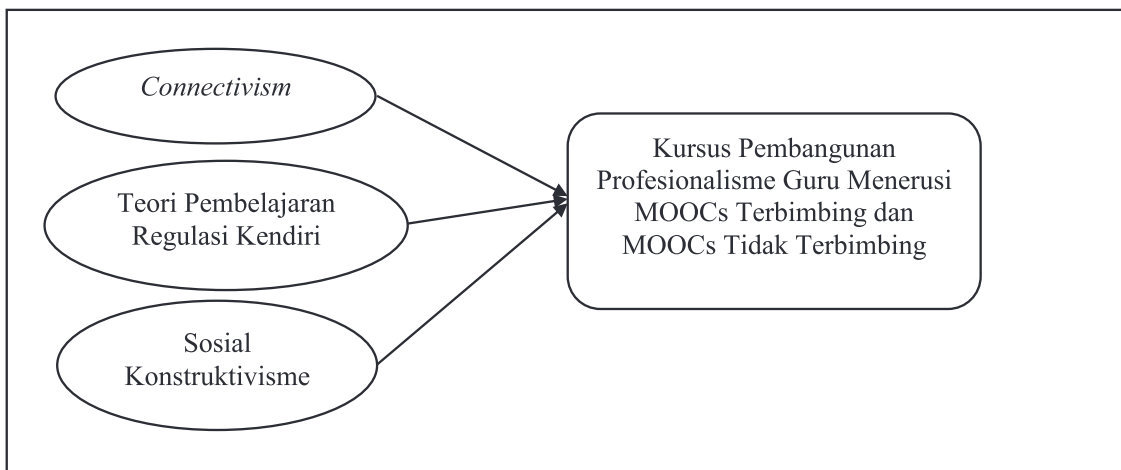 Connectivism
Teori Pembelajaran
Regulasi Kendiri
Sosial
Konstruktivisme
Kursus Pembangunan
Profesionalisme Guru Menerusi
MOOCs Terbimbing dan
MOOCs Tidak Terbimbing